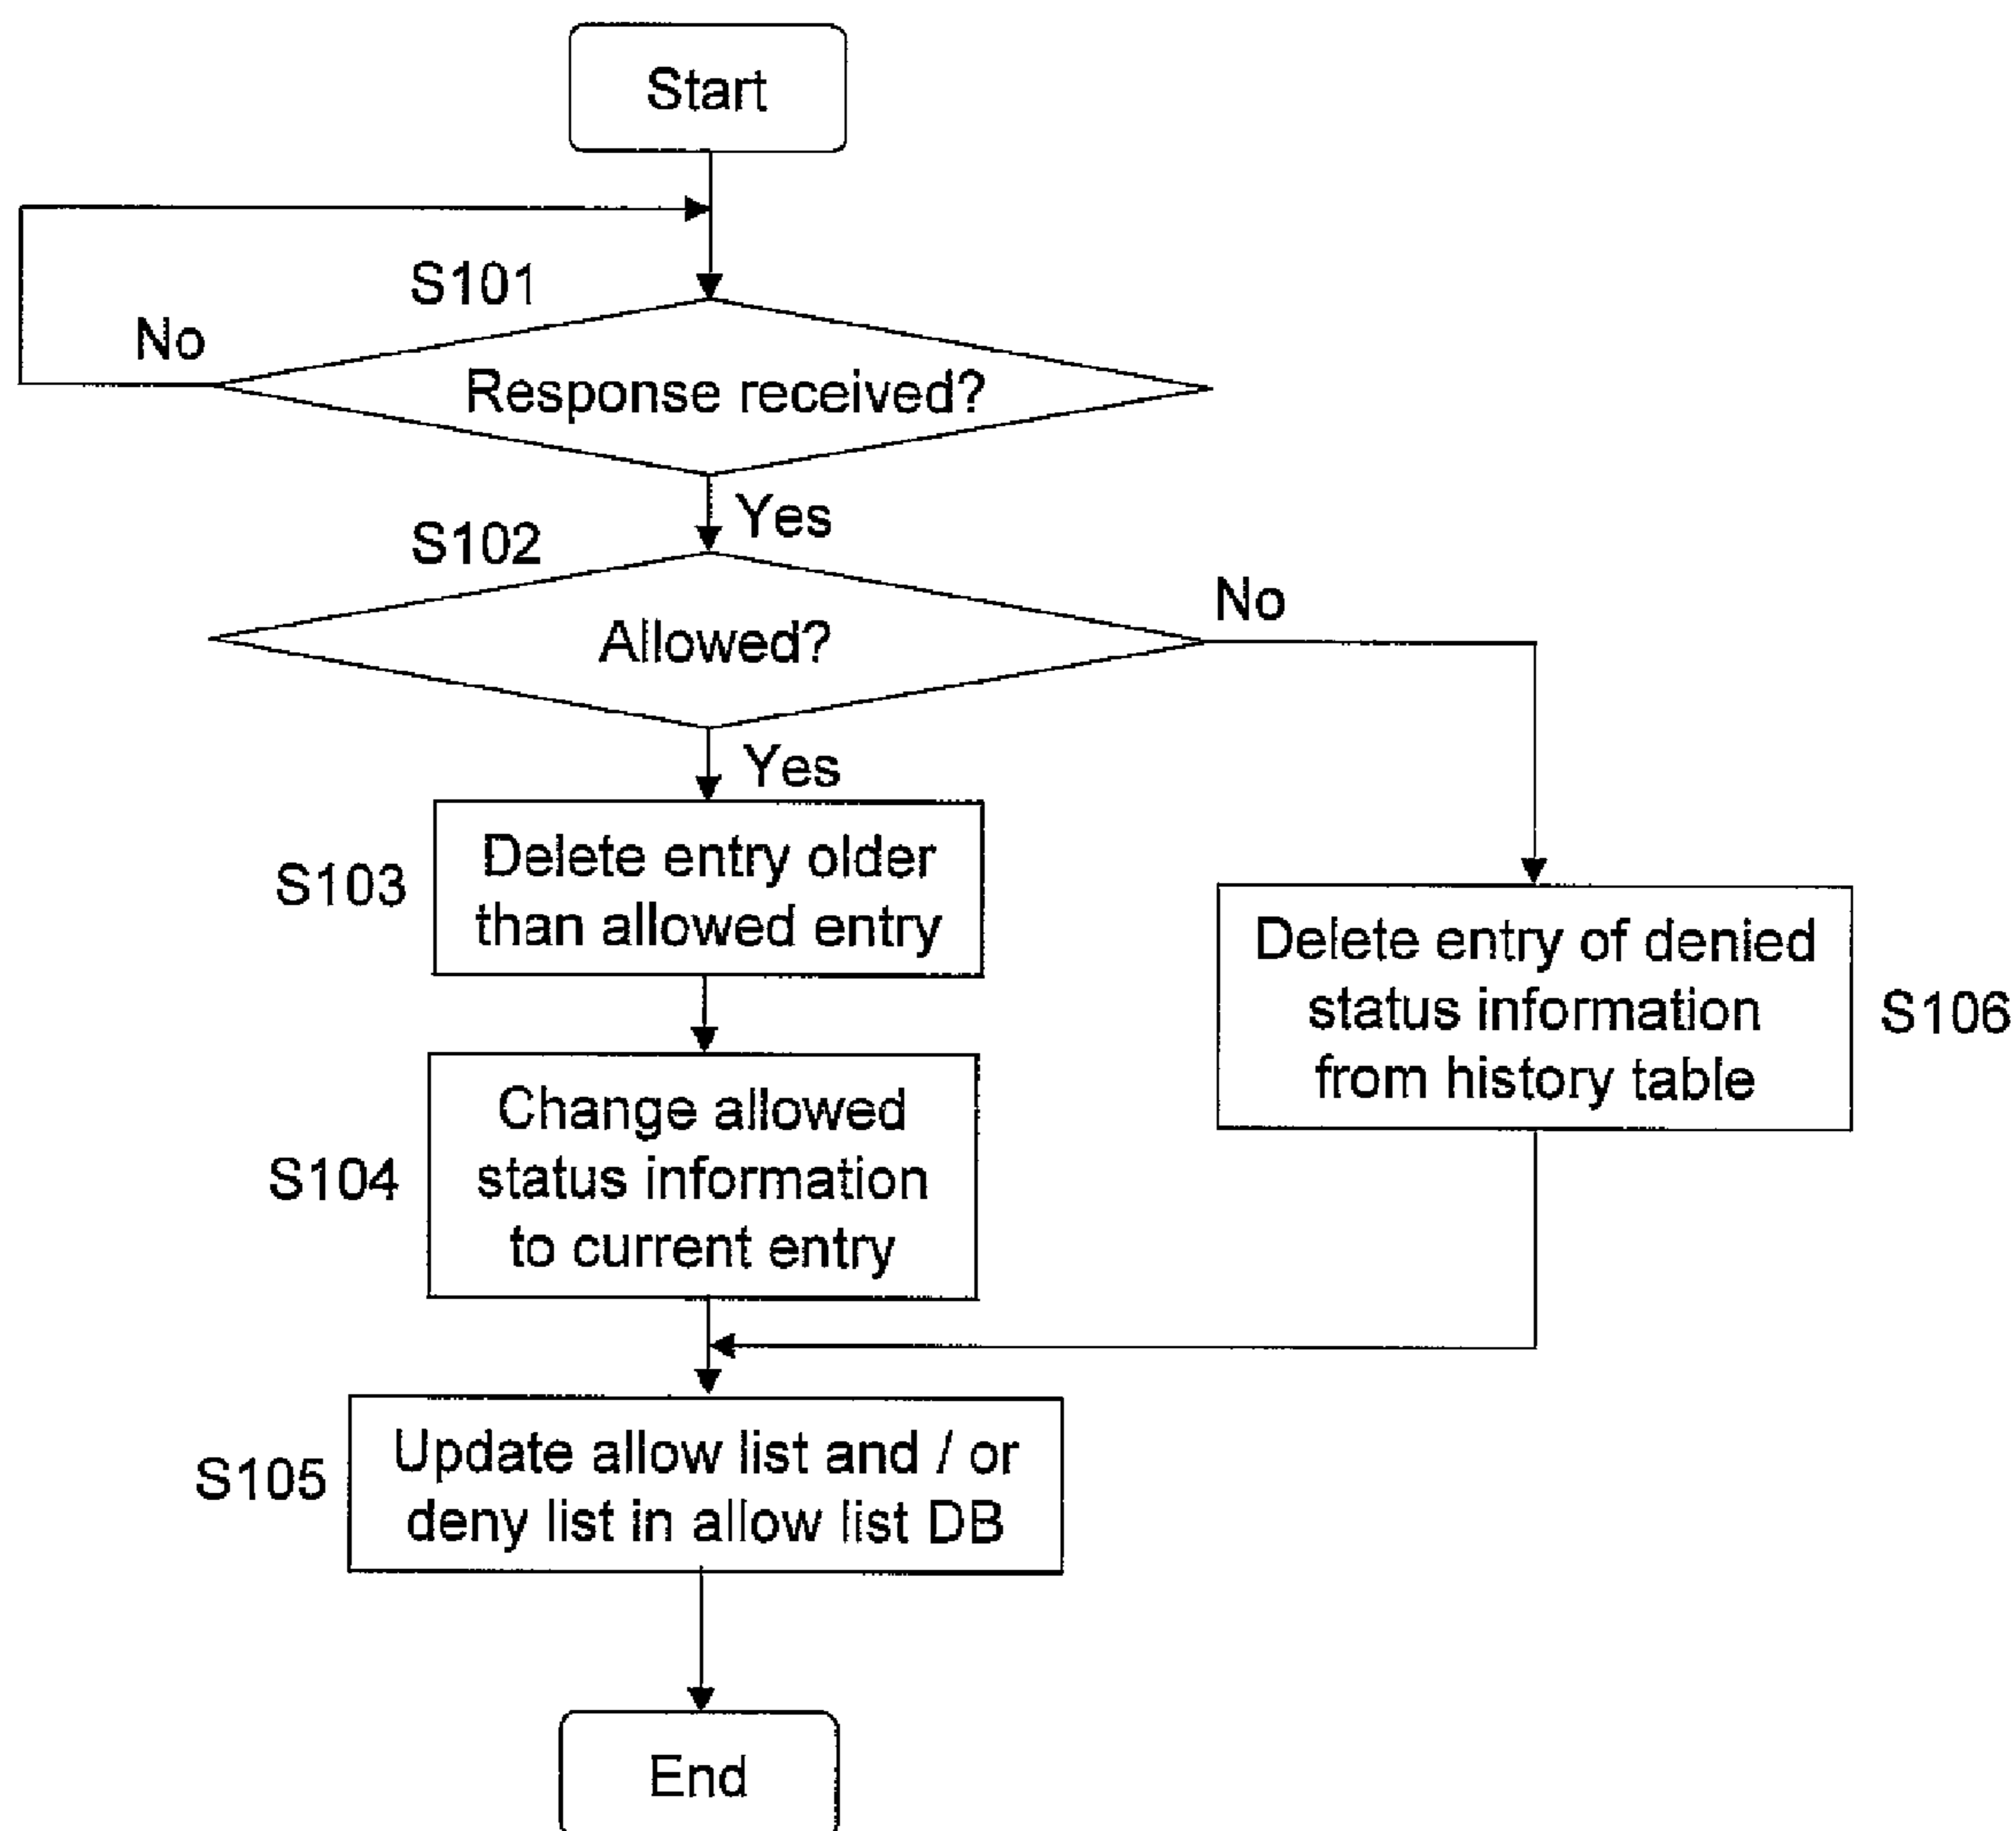 Start
S101
No
Response received?
Yes
S102
No
Allowed?
Yes
S103
Delete entry older
than allowed entry
Delete entry of denied
status information
from history table
S106
Change allowed
status information
to current entry
S104
Update allow list and / or
deny list in allow list DB
S105
End